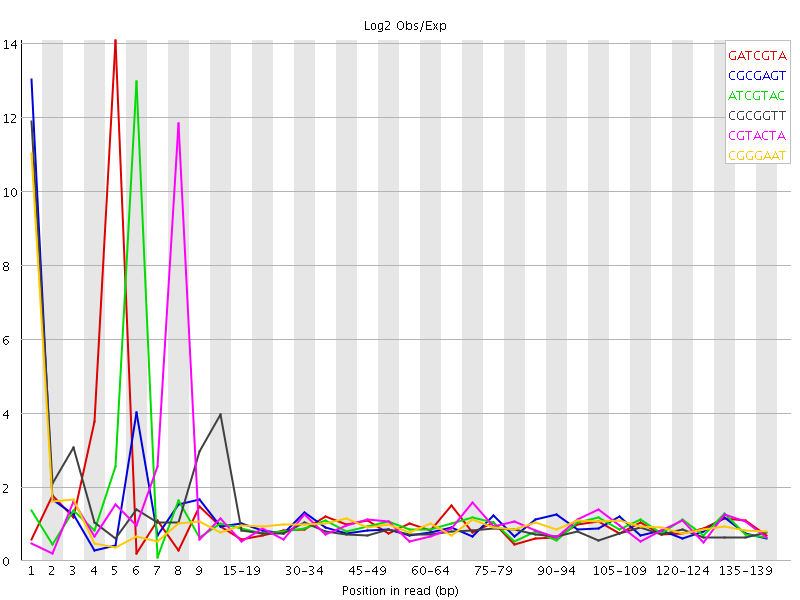 Log2 Obs/Exp
14
12
10
8
6
4
2
0
GATCGTA
CGCGAGT
ATCGTAC
CGCGGTT
CGTACTA
CGGGAAT
1 2 3 4 5 6 7 8 9 15-19 30-34 45-49 60-64 75-79 90-94 105-109 120-124 135-139
Position in read (bp)